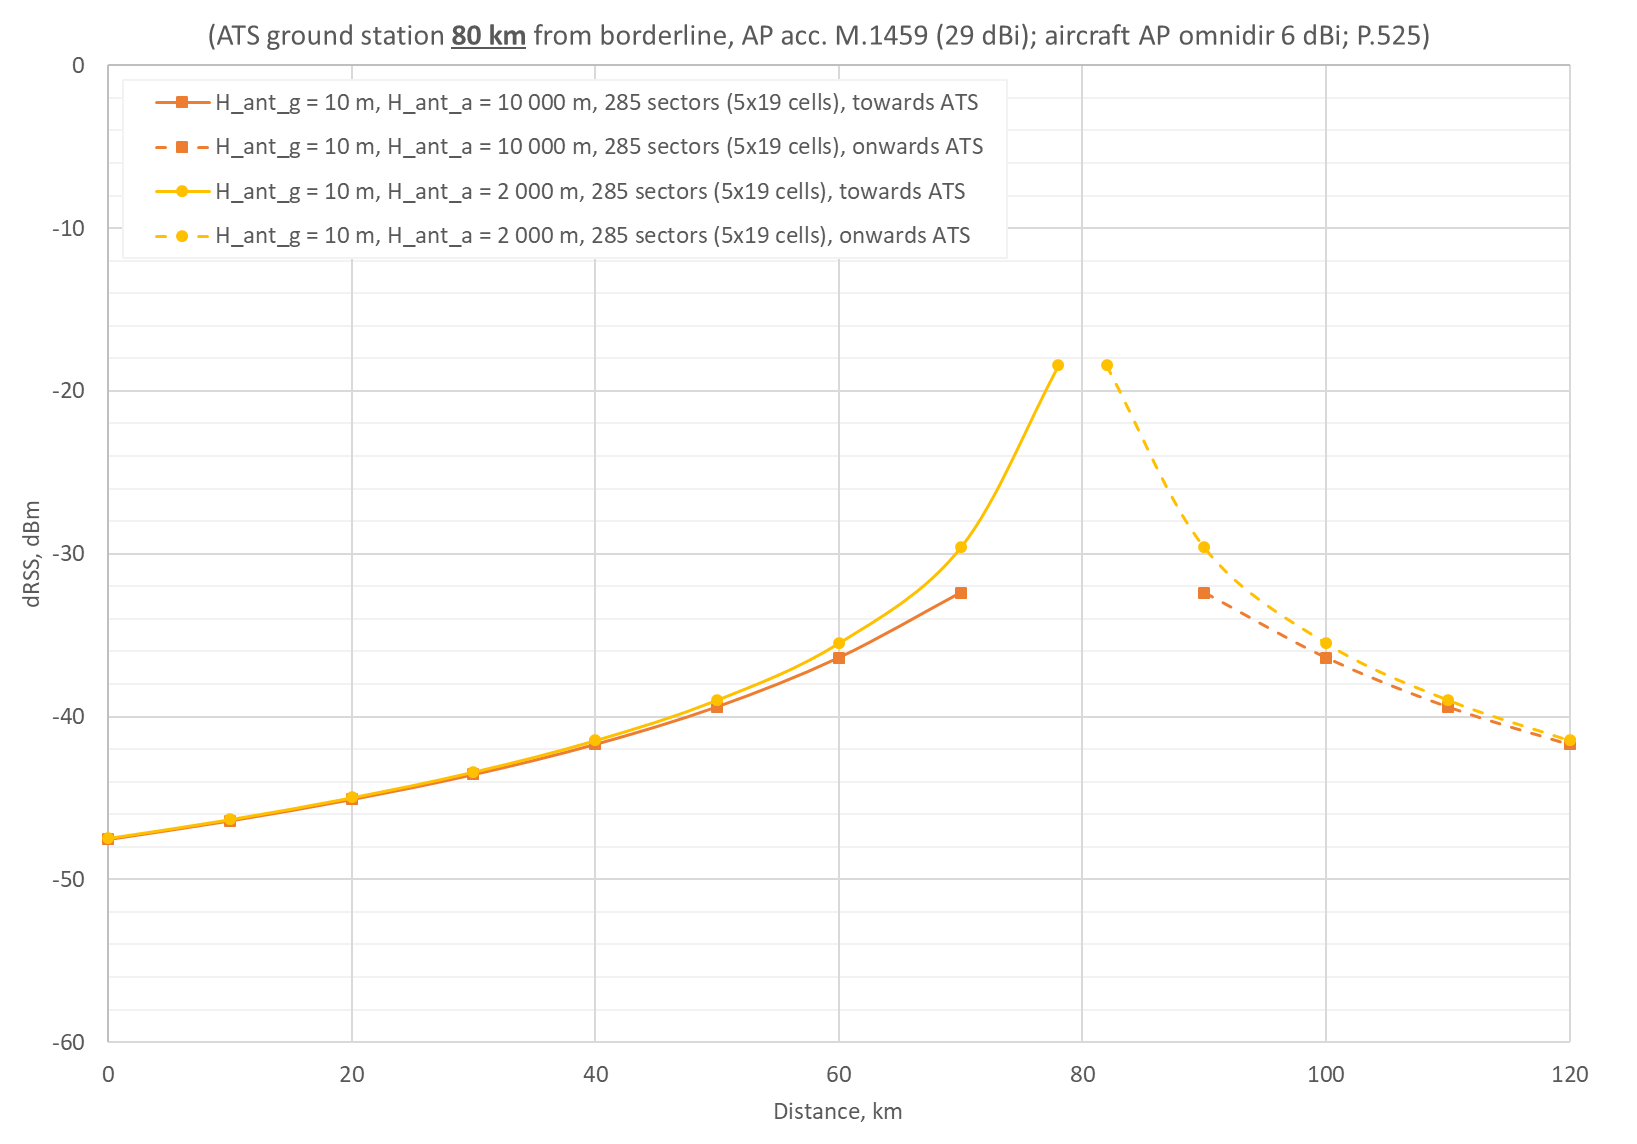 (ATS ground station 80 km from borderline, AP acc. M.1459 (29 dBi); aircraft AP omnidir 6 dBi; P.525)
H_ant_g = 10 m, H_ant_a = 10 000 m, 285 sectors (5x19 cells), towards ATS
H_ant_g = 10 m, H_ant_a = 10 000 m, 285 sectors (5x19 cells), onwards ATS
H_ant_g = 10 m, H_ant_a = 2 000 m, 285 sectors (5x19 cells), towards ATS
H_ant_g = 10 m, H_ant_a = 2 000 m, 285 sectors (5x19 cells), onwards ATS
0
-10
-20
-30
-40
-50
-60
dRSS, dBm
0 20 40 60 80 100 120
Distance, km